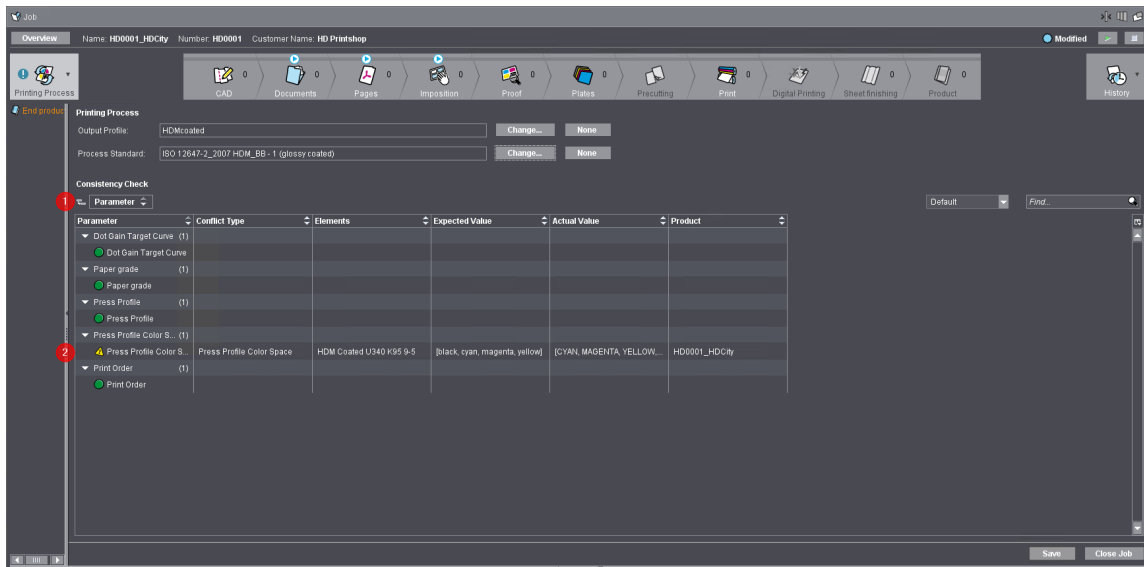 Job
Overview Name: HD0001_HDCity Number: HD0001 Customer Name: HD Printshop Modified
0 0 0 0 0 0 0 0 0
Printing Process CAD Documents Pages Imposition Proof Plates Precutting Print Digital Printing Sheet finishing Product History
End produc
Printing Process
Output Profile: HDMcoated Change... None
Process Standard: ISO 12647-2_2007 HDM_BB - 1 (glossy coated) Change... None
Consistency Check
1 Parameter Default Find...
Parameter Conflict Type Elements Expected Value Actual Value Product
Dot Gain Target Curve (1)
Dot Gain Target Curve
Paper grade (1)
Paper grade
Press Profile (1)
Press Profile
Press Profile Color S... (1)
2 Press Profile Color S... Press Profile Color Space HDM Coated U340 K95 9-5 [black, cyan, magenta, yellow] [CYAN, MAGENTA, YELLOW,... HD0001_HDCity
Print Order (1)
Print Order
Save Close Job